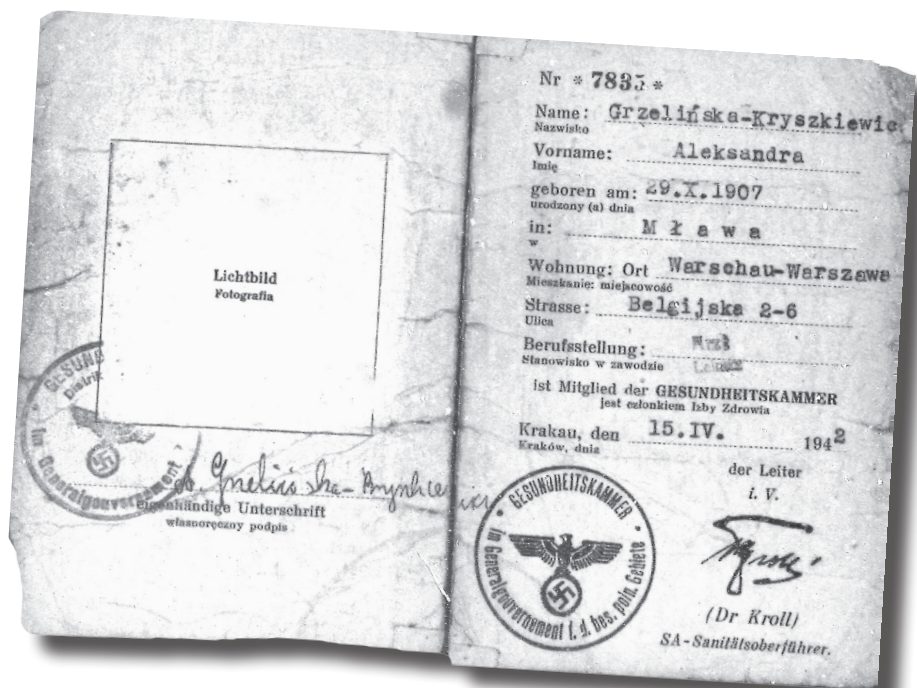 Lichtbild
Fotografia
GESUND
Distrik
im Generalgouvernement
eigenhändige Unterschrift
własnoręczny podpis
Nr * 7835 *
Name: Grzelińska-Kryszkiewic
Nazwisko
Vorname: Aleksandra
Imię
geboren am: 29.X.1907
urodzony (a) dnia
in: Mława
w
Wohnung: Ort Warschau-Warszawa
Mieszkanie: miejscowość
Strasse: Belgijska 2-6
Ulica
Berufsstellung:
Stanowisko w zawodzie
ist Mitglied der GESUNDHEITSKAMMER
jest członkiem Izby Zdrowia
Krakau, den 15.IV. 1942
Kraków, dnia
der Leiter
i. V.
GESUNDHEITSKAMMER
im Generalgouvernement f. d. bes. poln. Gebiete
(Dr Kroll)
SA-Sanitätsoberführer.